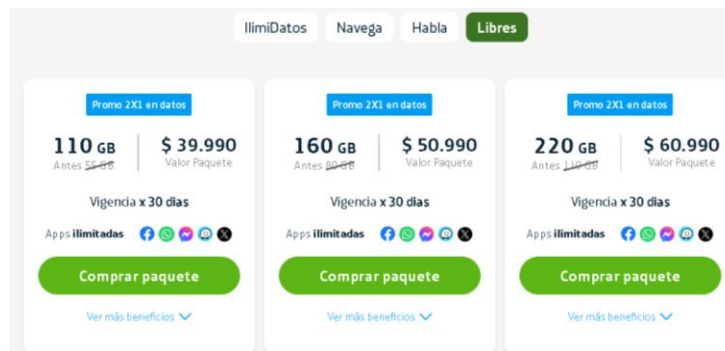 IlimiDatos Navega Habla Libres
Promo 2X1 en datos
110 GB
Antes 55 GB
$ 39.990
Valor Paquete
Vigencia x 30 dias
Apps ilimitadas
Comprar paquete
Ver más beneficios
Promo 2X1 en datos
160 GB
Antes 80 GB
$ 50.990
Valor Paquete
Vigencia x 30 dias
Apps ilimitadas
Comprar paquete
Ver más beneficios
Promo 2X1 en datos
220 GB
Antes 110 GB
$ 60.990
Valor Paquete
Vigencia x 30 dias
Apps ilimitadas
Comprar paquete
Ver más beneficios